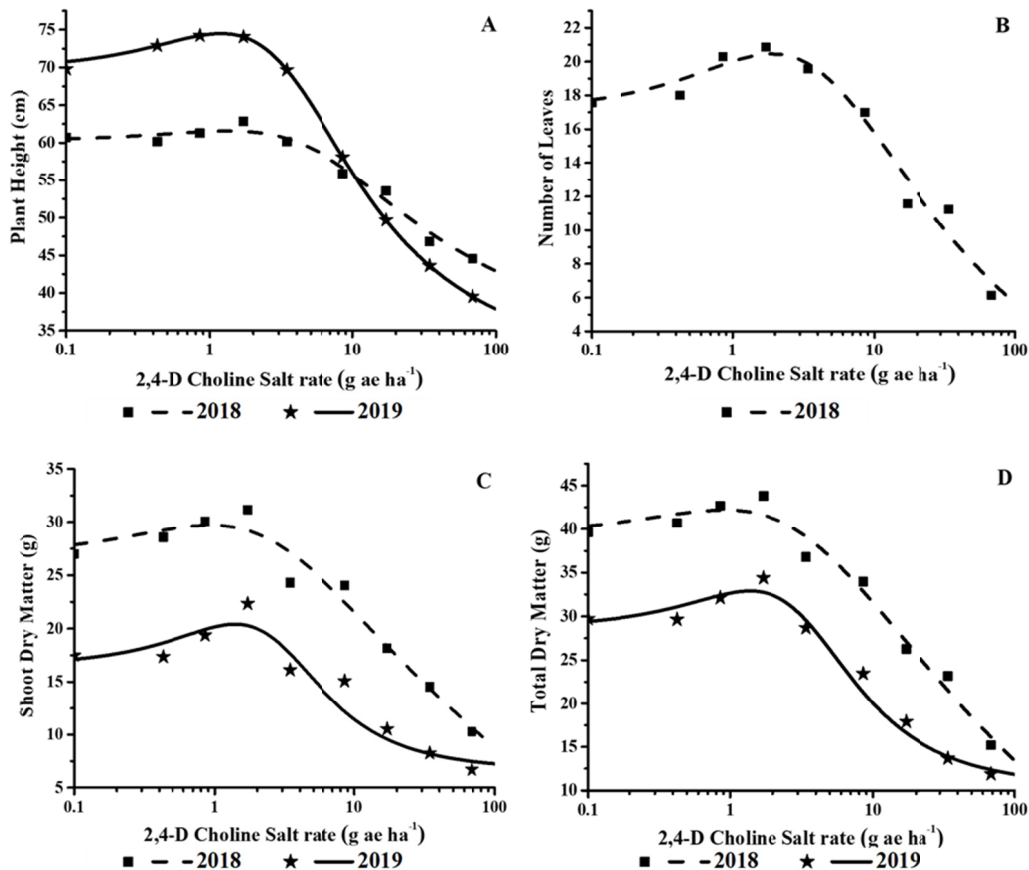 A
75
70
65
60
55
50
45
40
35
Plant Height (cm)
0.1 1 10 100
2,4-D Choline Salt rate (g ae ha⁻¹)
2018 2019
B
22
20
18
16
14
12
10
8
6
4
Number of Leaves
0.1 1 10 100
2,4-D Choline Salt rate (g ae ha⁻¹)
2018
C
35
30
25
20
15
10
5
Shoot Dry Matter (g)
0.1 1 10 100
2,4-D Choline Salt rate (g ae ha⁻¹)
2018 2019
D
45
40
35
30
25
20
15
10
Total Dry Matter (g)
0.1 1 10 100
2,4-D Choline Salt rate (g ae ha⁻¹)
2018 2019